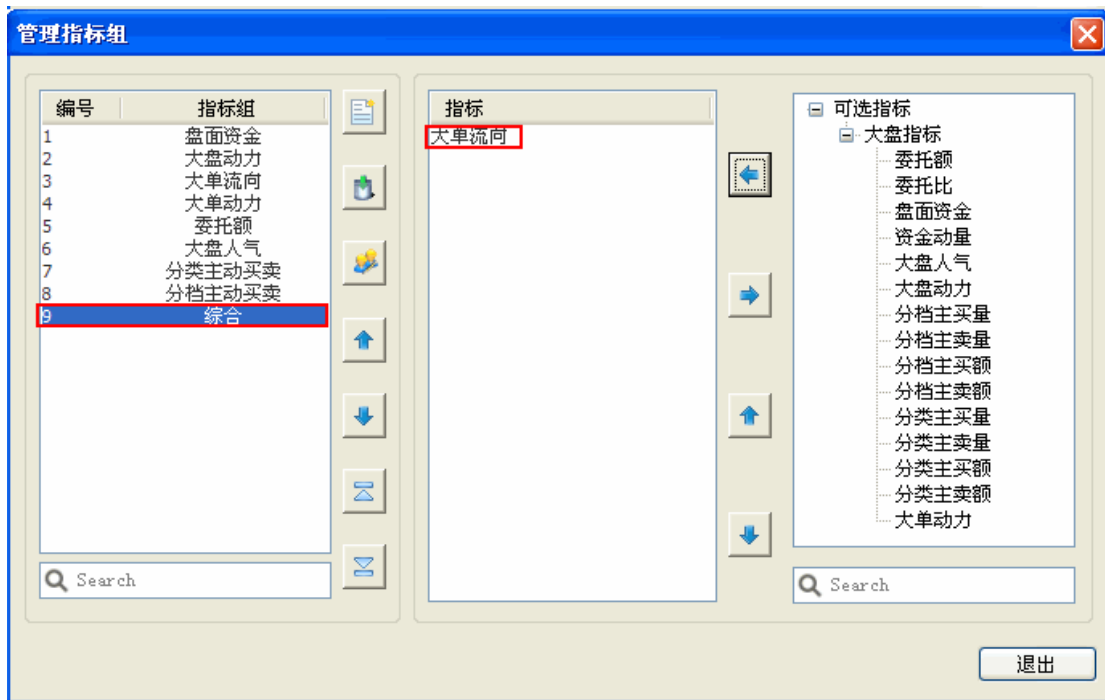 管理指标组
编号 指标组
1 盘面资金
2 大盘动力
3 大单流向
4 大单动力
5 委托额
6 大盘人气
7 分类主动买卖
8 分档主动买卖
9 综合
Search
指标
大单流向
可选指标
大盘指标
委托额
委托比
盘面资金
资金动量
大盘人气
大盘动力
分档主买量
分档主卖量
分档主买额
分档主卖额
分类主买量
分类主卖量
分类主买额
分类主卖额
大单动力
Search
退出